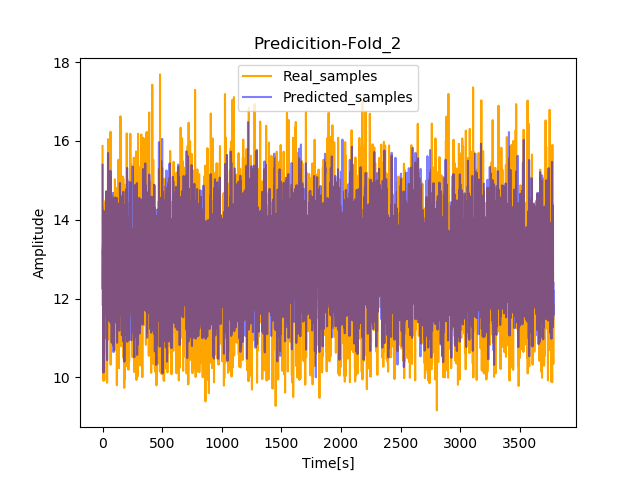 Predicition-Fold_2
Real_samples
Predicted_samples
Amplitude
18
16
14
12
10
0 500 1000 1500 2000 2500 3000 3500
Time[s]